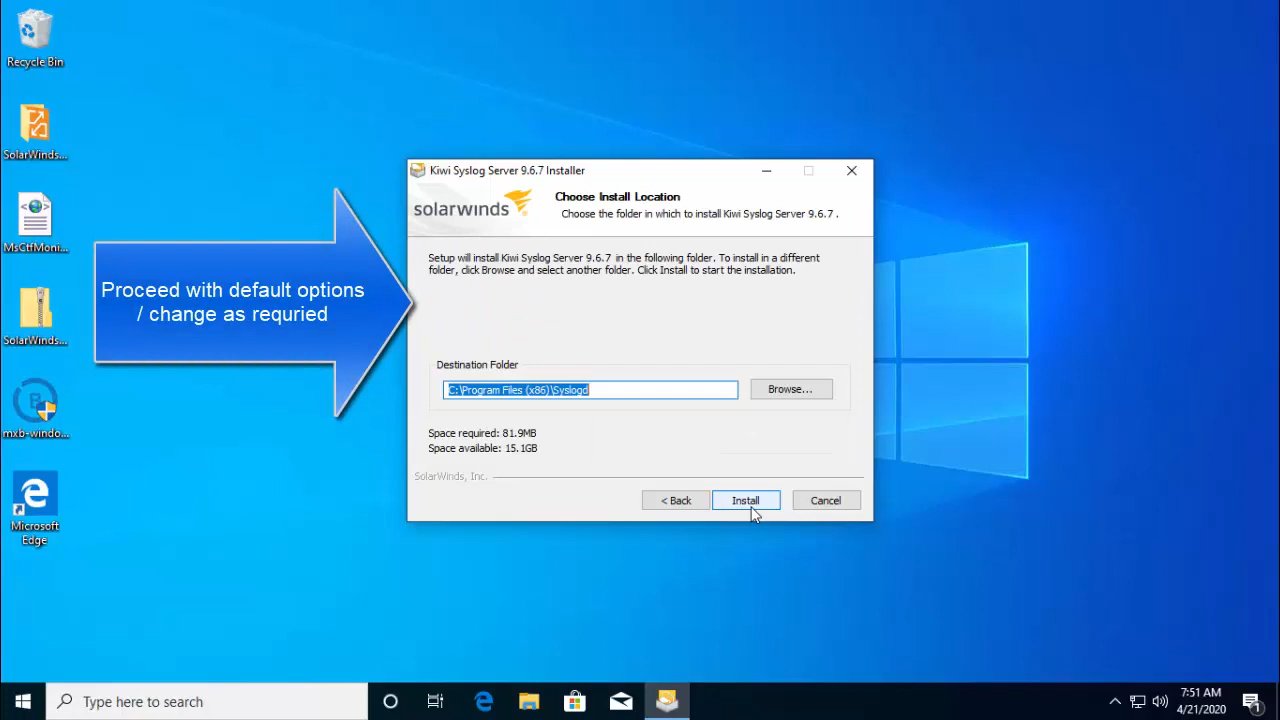 Recycle Bin
SolarWinds...
MsCtfMoni...
SolarWinds...
mxb-windo...
Microsoft
Edge
Proceed with default options
/ change as requried
Kiwi Syslog Server 9.6.7 Installer
solarwinds
Choose Install Location
Choose the folder in which to install Kiwi Syslog Server 9.6.7 .
Setup will install Kiwi Syslog Server 9.6.7 in the following folder. To install in a different
folder, click Browse and select another folder. Click Install to start the installation.
Destination Folder
C:\Program Files (x86)\Syslogd
Browse...
Space required: 81.9MB
Space available: 15.1GB
SolarWinds, Inc.
< Back
Install
Cancel
Type here to search
7:51 AM
4/21/2020
1